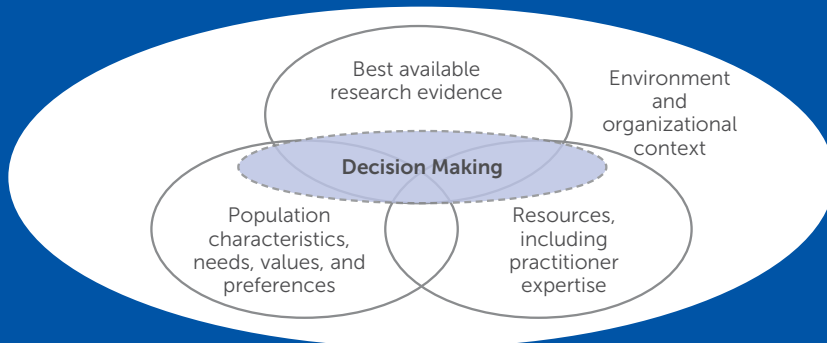 Best available
research evidence
Environment
and
organizational
context
Decision Making
Population
characteristics,
needs, values, and
preferences
Resources,
including
practitioner
expertise